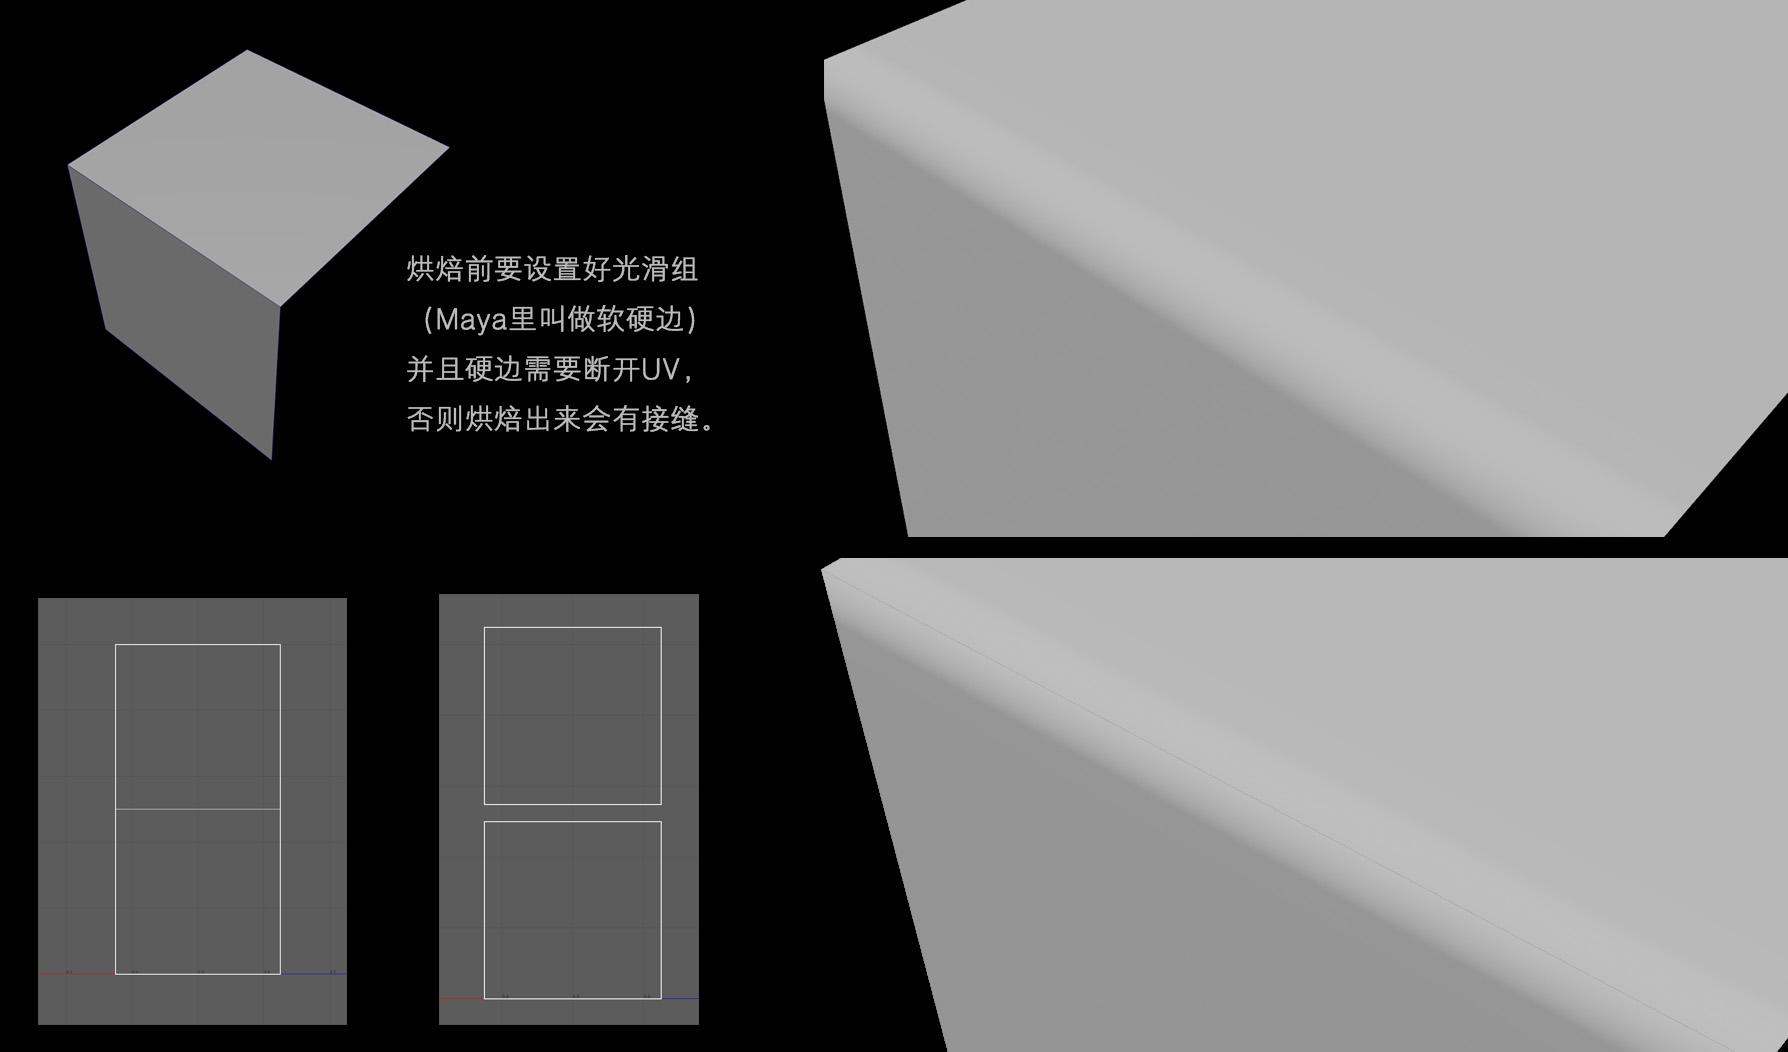 烘焙前要设置好光滑组
（Maya里叫做软硬边）
并且硬边需要断开UV，
否则烘焙出来会有接缝。